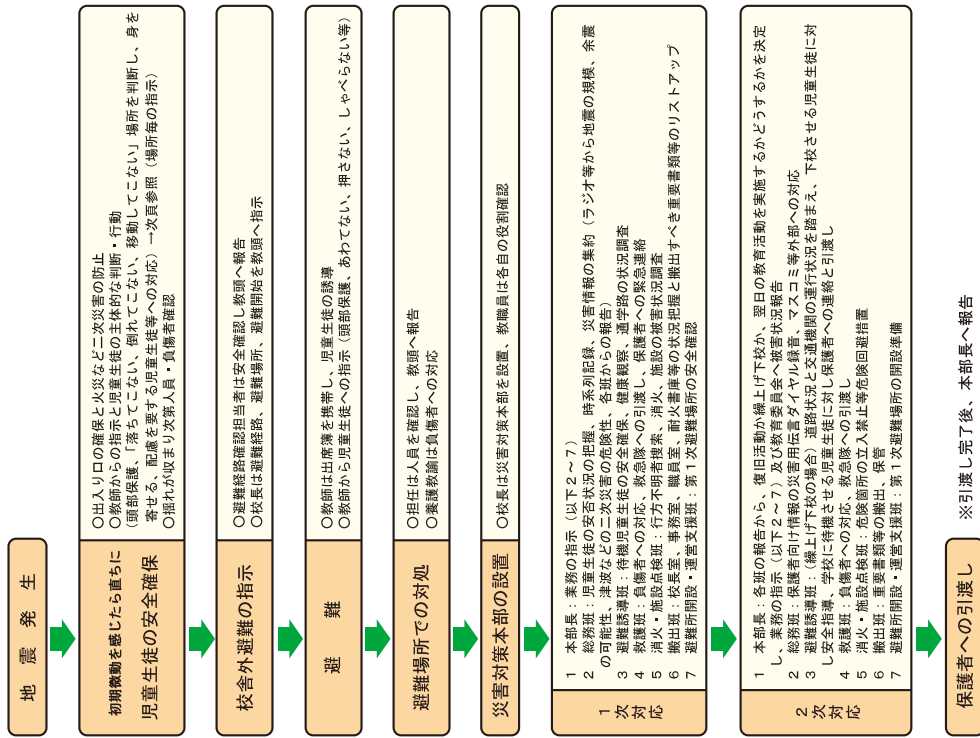 地　震　発　生
初期微動を感じたら直ちに
児童生徒の安全確保
○出入り口の確保と火災など二次災害の防止
○教師からの指示と児童生徒の主体的な判断・行動
（頭部保護、「落ちてこない、倒れてこない、移動してこない」場所を判断し、身を
寄せる、配慮を要する児童生徒等への対応）→次頁参照（場所毎の指示）
○揺れが収まり次第人員・負傷者確認
校舎外避難の指示
○避難経路確認担当者は安全確認し教頭へ報告
○校長は避難経路、避難場所、避難開始を教頭へ指示
避　　　難
○教師は出席簿を携帯し、児童生徒の誘導
○教師から児童生徒への指示（頭部保護、あわてない、押さない、しゃべらない等）
避難場所での対処
○担任は人員を確認し、教頭へ報告
○養護教諭は負傷者への対応
災害対策本部の設置
○校長は災害対策本部を設置、教職員は各自の役割確認
１次
対応
１　本部長：業務の指示（以下２～７）
２　総務班：児童生徒の安否状況の把握、時系列記録、災害情報の集約（ラジオ等から地震の規模、余震
の可能性、津波などの二次災害の危険性、各班からの報告）
３　避難誘導班：待機児童生徒の安全確保、健康観察、通学路の状況調査
４　救護班：負傷者への対応、救急隊への引渡し、保護者への緊急連絡
５　消火・施設点検班：行方不明者捜索、消火、施設の被害状況調査
６　搬出班：校長室、事務室、職員室、耐火書庫等の状況把握と搬出すべき重要書類等のリストアップ
７　避難所開設・運営支援班：第１次避難場所の安全確認
２次
対応
１　本部長：各班の報告から、復旧活動か繰上げ下校か、翌日の教育活動を実施するかどうするかを決定
し、業務の指示（以下２～７）及び教育委員会へ被害状況報告
２　総務班：保護者向け情報の災害用伝言ダイヤル録音、マスコミ等外部への対応
３　避難誘導班：（繰上げ下校の場合）道路状況と交通機関の運行状況を踏まえ、下校させる児童生徒に対
し安全指導、学校に待機させる児童生徒に対し保護者への連絡と引渡し
４　救護班：負傷者への対応、救急隊への引渡し
５　消火・施設点検班：危険箇所の立入禁止等危険回避措置
６　搬出班：重要書類等の搬出、保管
７　避難所開設・運営支援班：第１次避難場所の開設準備
保護者への引渡し
※引渡し完了後、本部長へ報告